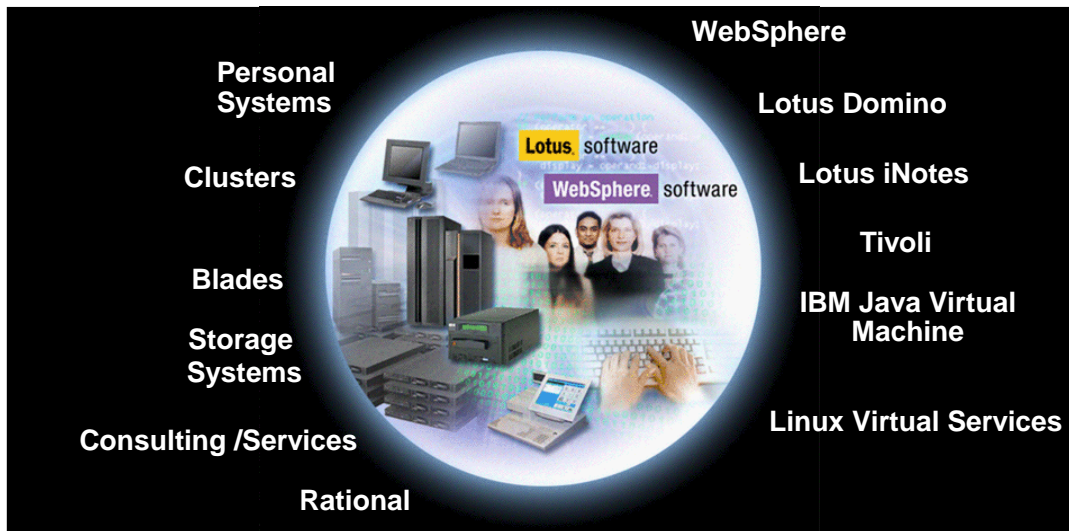 WebSphere
Personal
Systems
Lotus Domino
Lotus software
Clusters
Lotus iNotes
WebSphere software
Tivoli
Blades
IBM Java Virtual
Machine
Storage
Systems
Linux Virtual Services
Consulting /Services
Rational